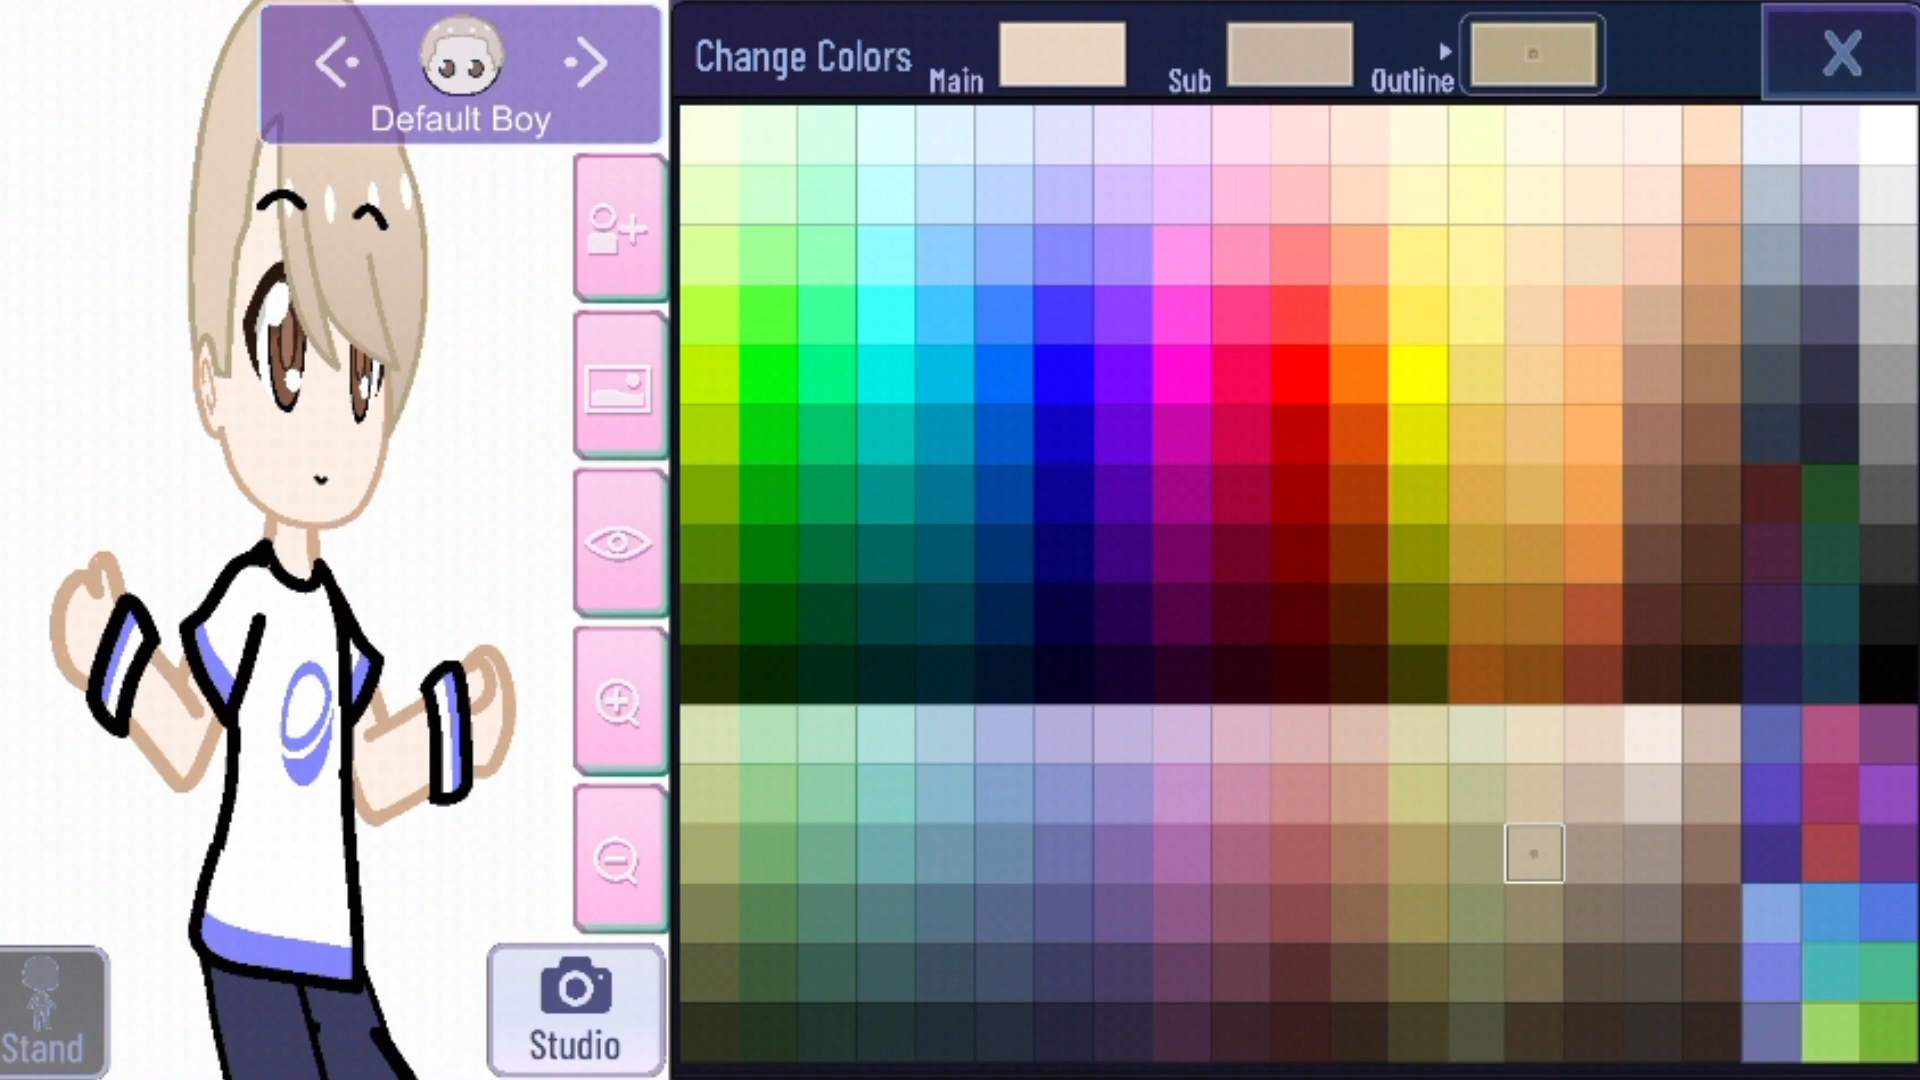 Default Boy
Change Colors
Main
Sub
Outline
X
Stand
Studio